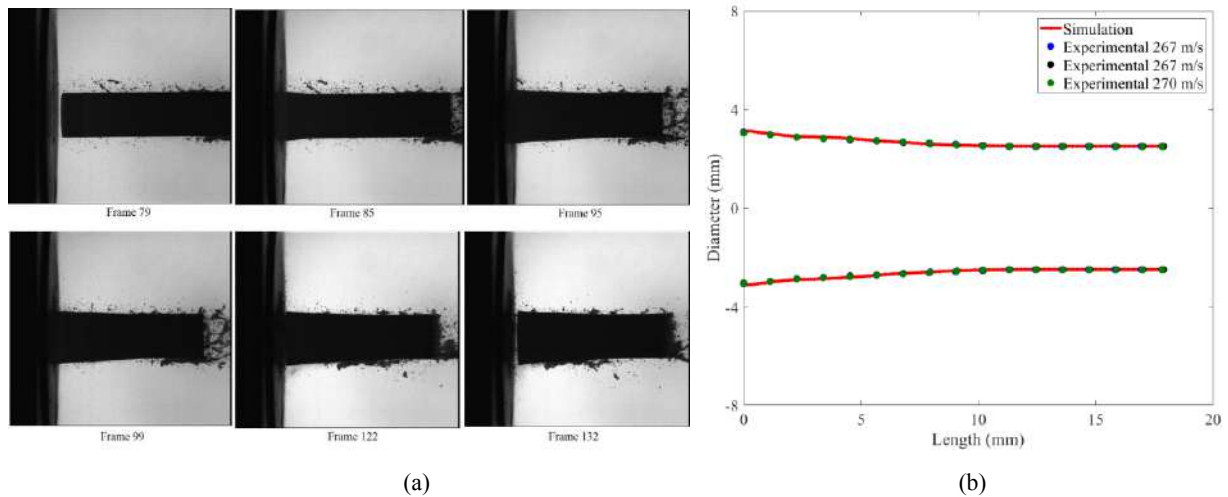 Frame 79
Frame 85
Frame 95
Frame 99
Frame 122
Frame 132
(a)
8
4
0
-4
-8
Diameter (mm)
Simulation
Experimental 267 m/s
Experimental 267 m/s
Experimental 270 m/s
0
5
10
15
20
Length (mm)
(b)